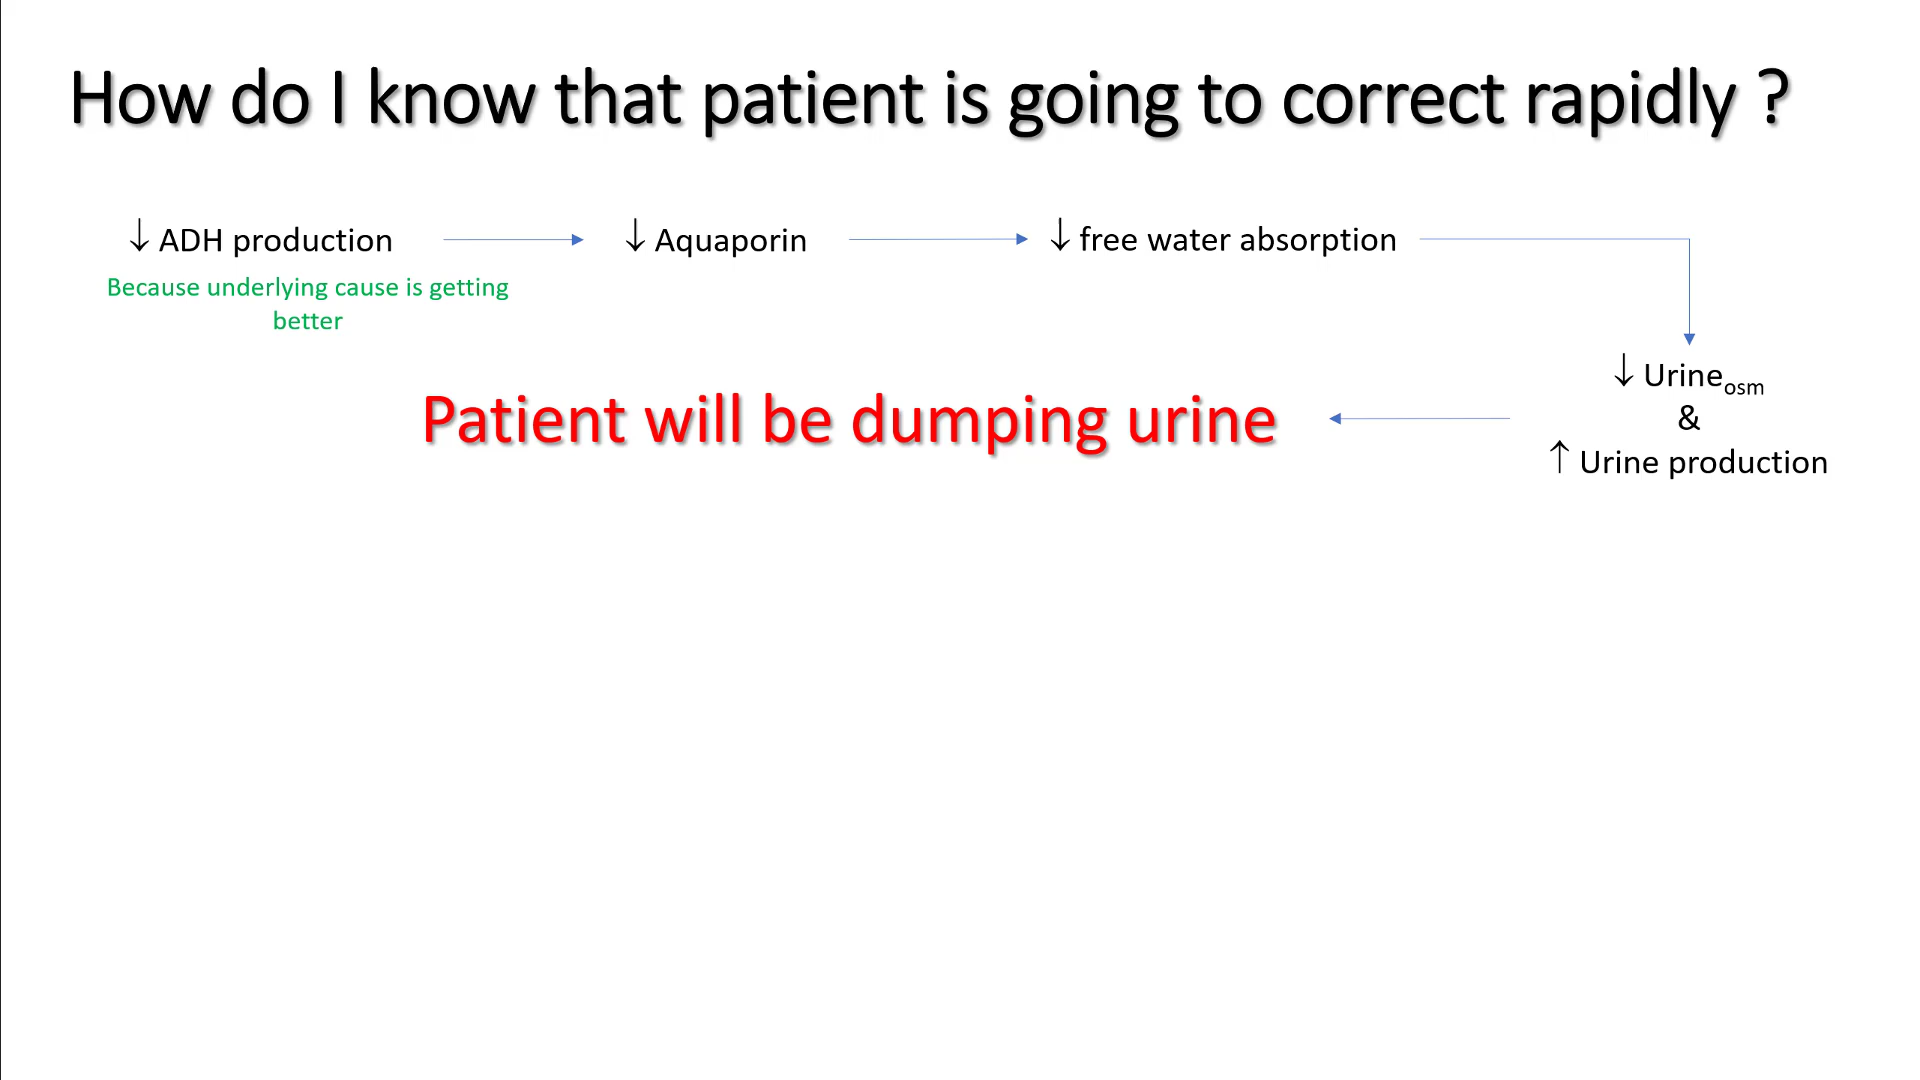 How do I know that patient is going to correct rapidly ?
↓ ADH production
Because underlying cause is getting
better
↓ Aquaporin
↓ free water absorption
↓ Urineosm
&
↑ Urine production
Patient will be dumping urine